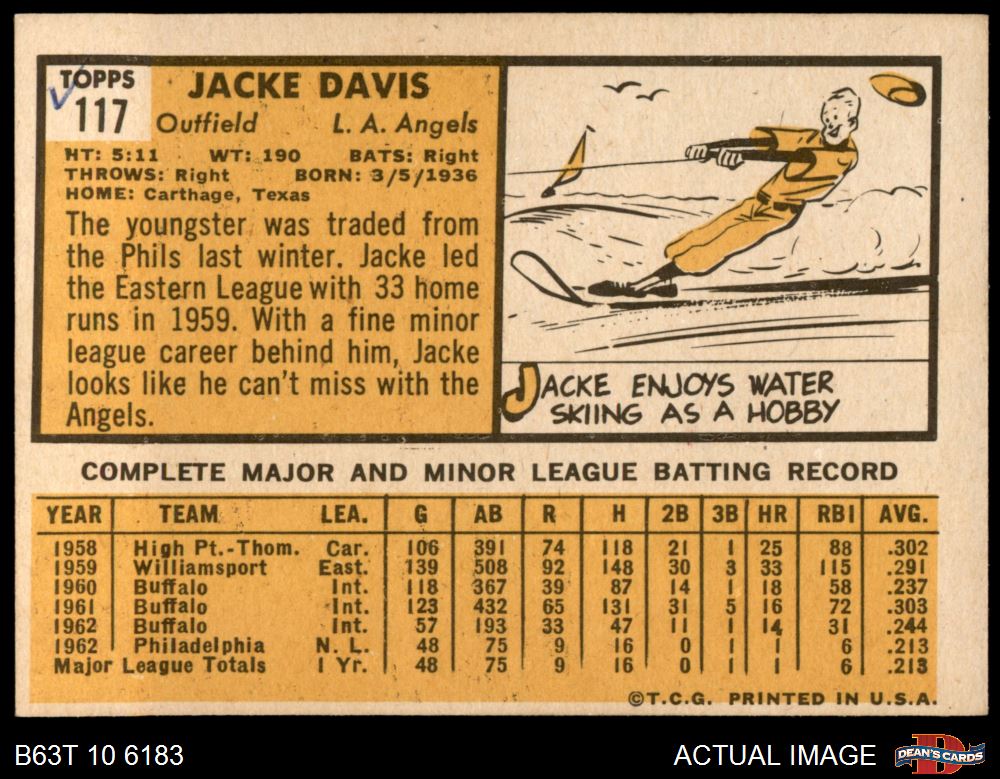 TOPPS
117
JACKE DAVIS
Outfield L. A. Angels
HT: 5:11 WT: 190 BATS: Right
THROWS: Right BORN: 3/5/1936
HOME: Carthage, Texas
The youngster was traded from
the Phils last winter. Jacke led
the Eastern League with 33 home
runs in 1959. With a fine minor
league career behind him, Jacke
looks like he can't miss with the
Angels.
JACKE ENJOYS WATER
SKIING AS A HOBBY
COMPLETE MAJOR AND MINOR LEAGUE BATTING RECORD
YEAR TEAM LEA. G AB R H 2B 3B HR RBI AVG.
1958 High Pt.-Thom. Car. 106 391 74 118 21 1 25 88 .302
1959 Williamsport East. 139 508 92 148 30 3 33 115 .291
1960 Buffalo Int. 118 367 39 87 14 1 18 58 .237
1961 Buffalo Int. 123 432 65 131 31 5 16 72 .303
1962 Buffalo Int. 57 193 33 47 11 1 14 31 .244
1962 Philadelphia N. L. 48 75 9 16 0 1 1 6 .213
Major League Totals 1 Yr. 48 75 9 16 0 1 1 6 .213
©T.C.G. PRINTED IN U.S.A.
B63T 10 6183 ACTUAL IMAGE
DEAN'S CARDS